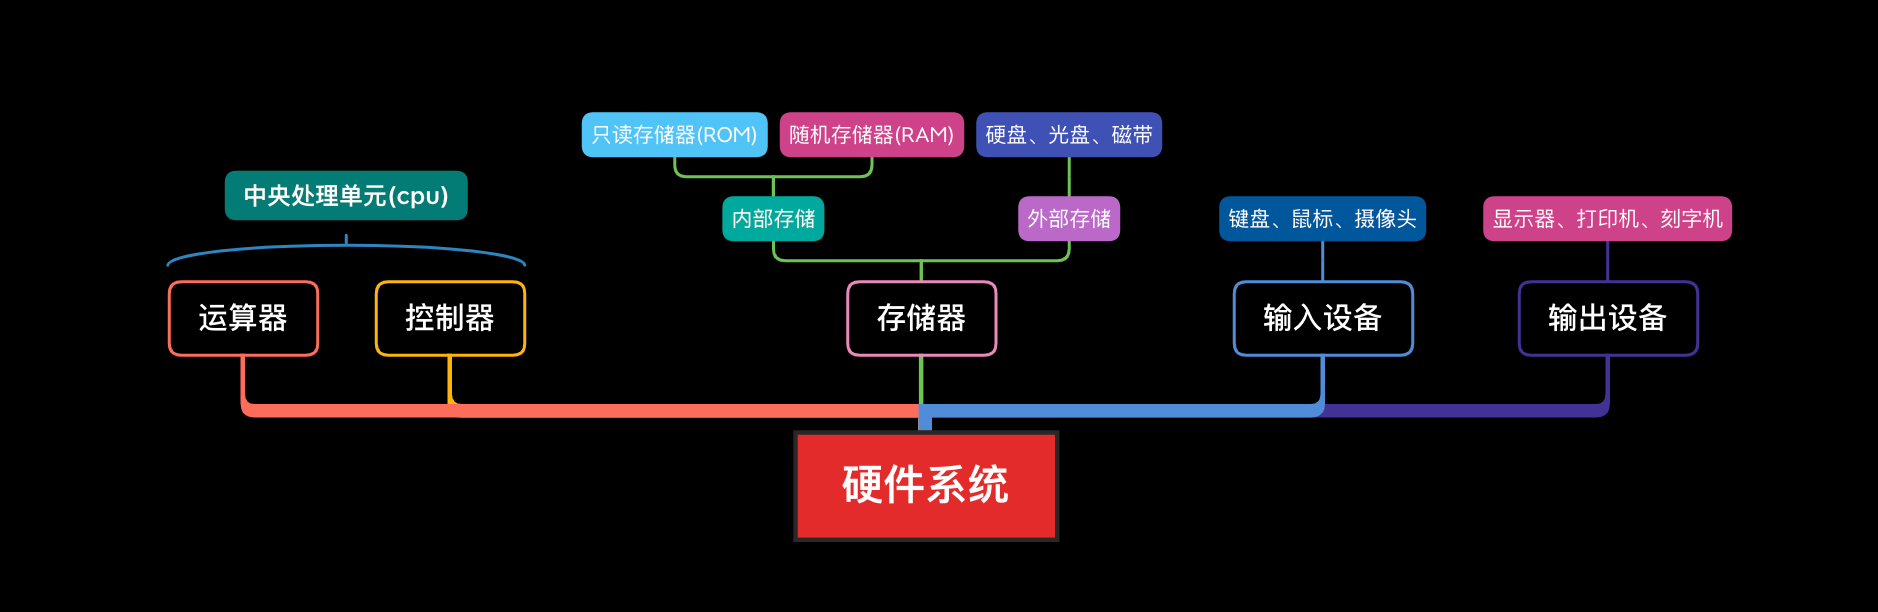 只读存储器(ROM)
随机存储器(RAM)
硬盘、光盘、磁带
中央处理单元(cpu)
内部存储
外部存储
键盘、鼠标、摄像头
显示器、打印机、刻字机
运算器
控制器
存储器
输入设备
输出设备
硬件系统